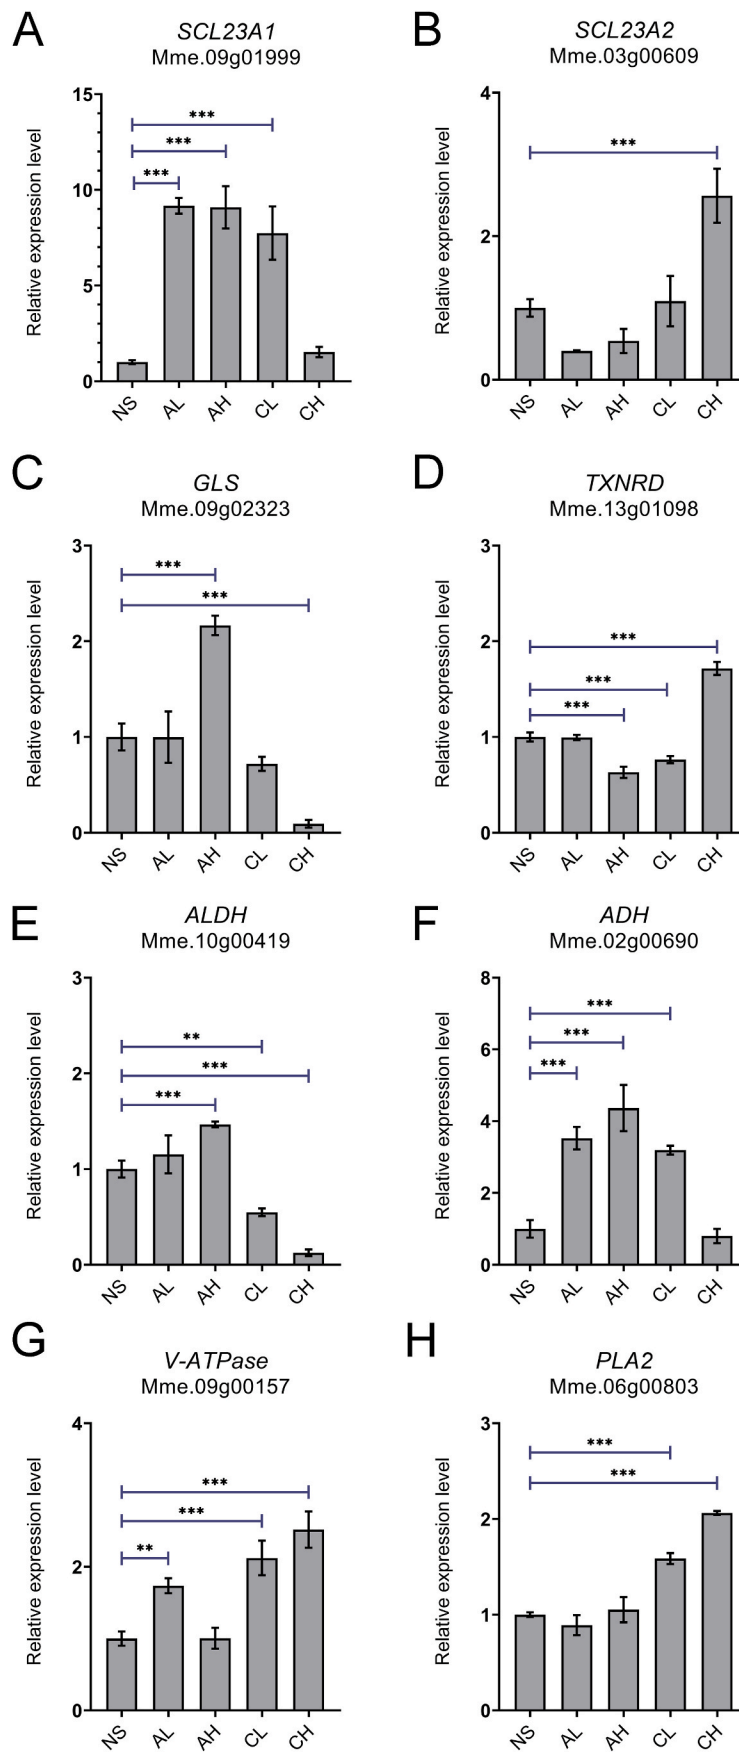 A
SCL23A1
Mme.09g01999
Relative expression level
15
10
5
0
***
***
***
NS
AL
AH
CL
CH
B
SCL23A2
Mme.03g00609
Relative expression level
4
2
0
***
NS
AL
AH
CL
CH
C
GLS
Mme.09g02323
Relative expression level
3
2
1
0
***
***
NS
AL
AH
CL
CH
D
TXNRD
Mme.13g01098
Relative expression level
3
2
1
0
***
***
***
NS
AL
AH
CL
CH
E
ALDH
Mme.10g00419
Relative expression level
3
2
1
0
**
***
***
NS
AL
AH
CL
CH
F
ADH
Mme.02g00690
Relative expression level
8
6
4
2
0
***
***
***
NS
AL
AH
CL
CH
G
V-ATPase
Mme.09g00157
Relative expression level
4
2
0
***
***
**
NS
AL
AH
CL
CH
H
PLA2
Mme.06g00803
Relative expression level
3
2
1
0
***
***
NS
AL
AH
CL
CH